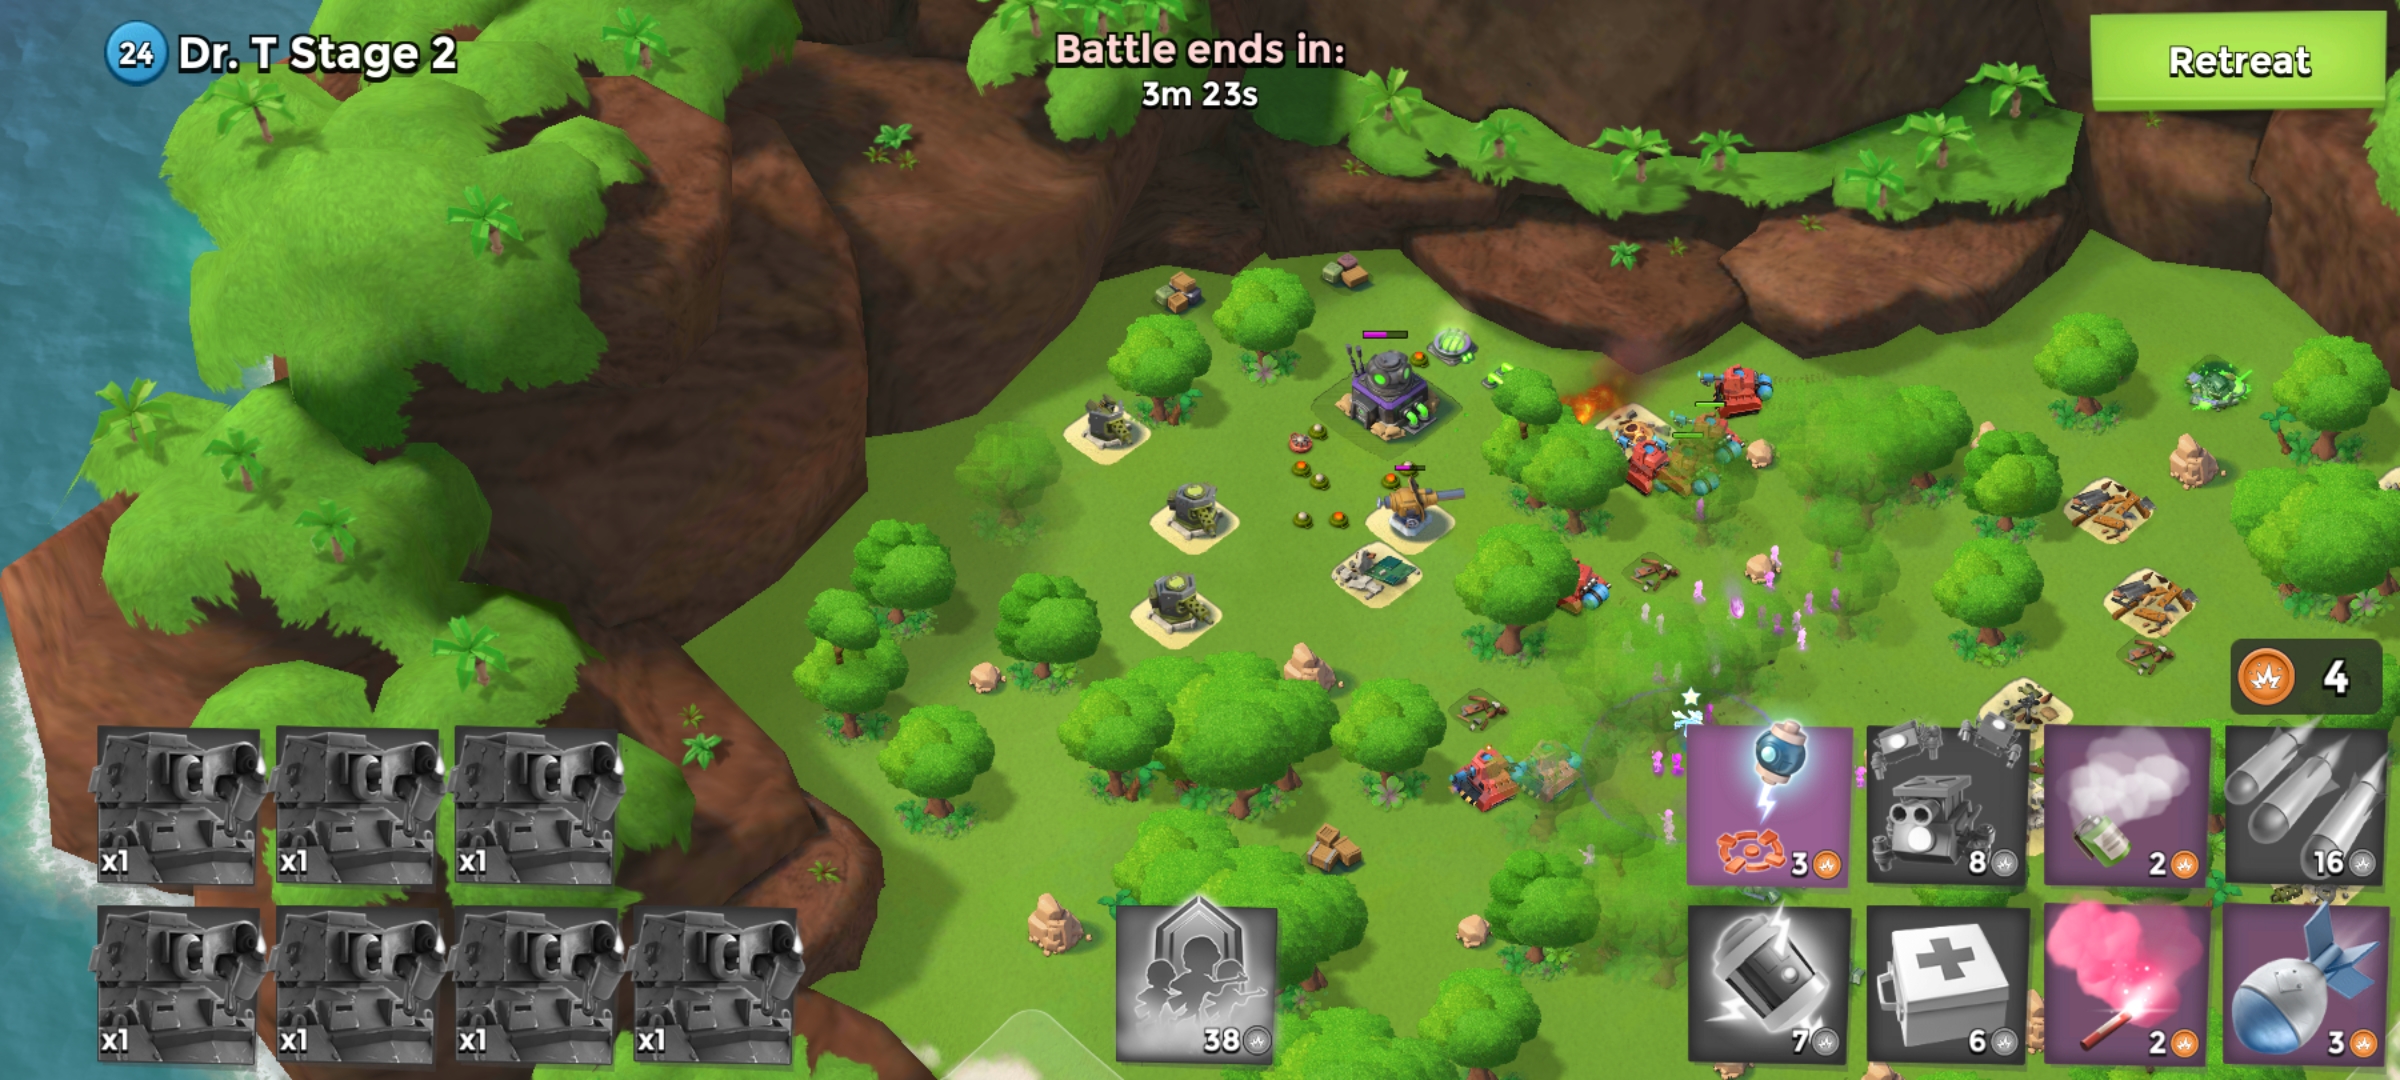 24 Dr. T Stage 2
Battle ends in:
3m 23s
Retreat
4
x1 x1 x1
3 8 2 16
x1 x1 x1 x1
38
7 6 2 3